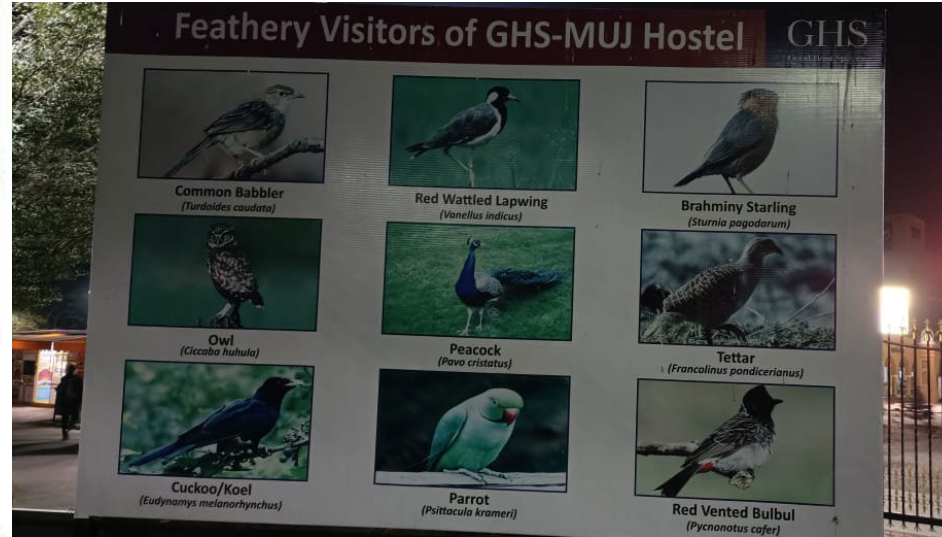 Feathery Visitors of GHS-MUJ Hostel
GHS
Common Babbler
(Turdoides caudata)
Red Wattled Lapwing
(Vanellus indicus)
Brahminy Starling
(Sturnia pagodarum)
Owl
(Ciccaba huhula)
Peacock
(Pavo cristatus)
Tettar
(Francolinus pondicerianus)
Cuckoo/Koel
(Eudynamys melanorhynchus)
Parrot
(Psittacula krameri)
Red Vented Bulbul
(Pycnonotus cafer)